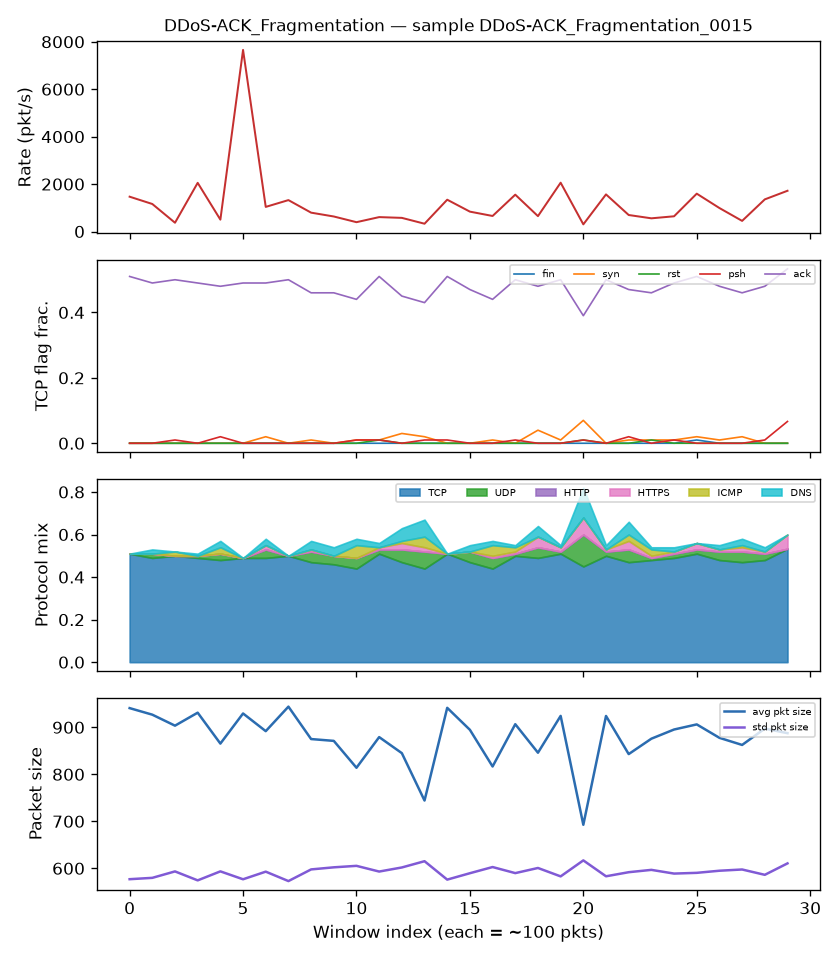 DDoS-ACK_Fragmentation — sample DDoS-ACK_Fragmentation_0015
Rate (pkt/s)
8000
6000
4000
2000
0
TCP flag frac.
0.4
0.2
0.0
fin syn rst psh ack
Protocol mix
0.8
0.6
0.4
0.2
0.0
TCP UDP HTTP HTTPS ICMP DNS
Packet size
900
800
700
600
avg pkt size
std pkt size
0 5 10 15 20 25 30
Window index (each = ~100 pkts)